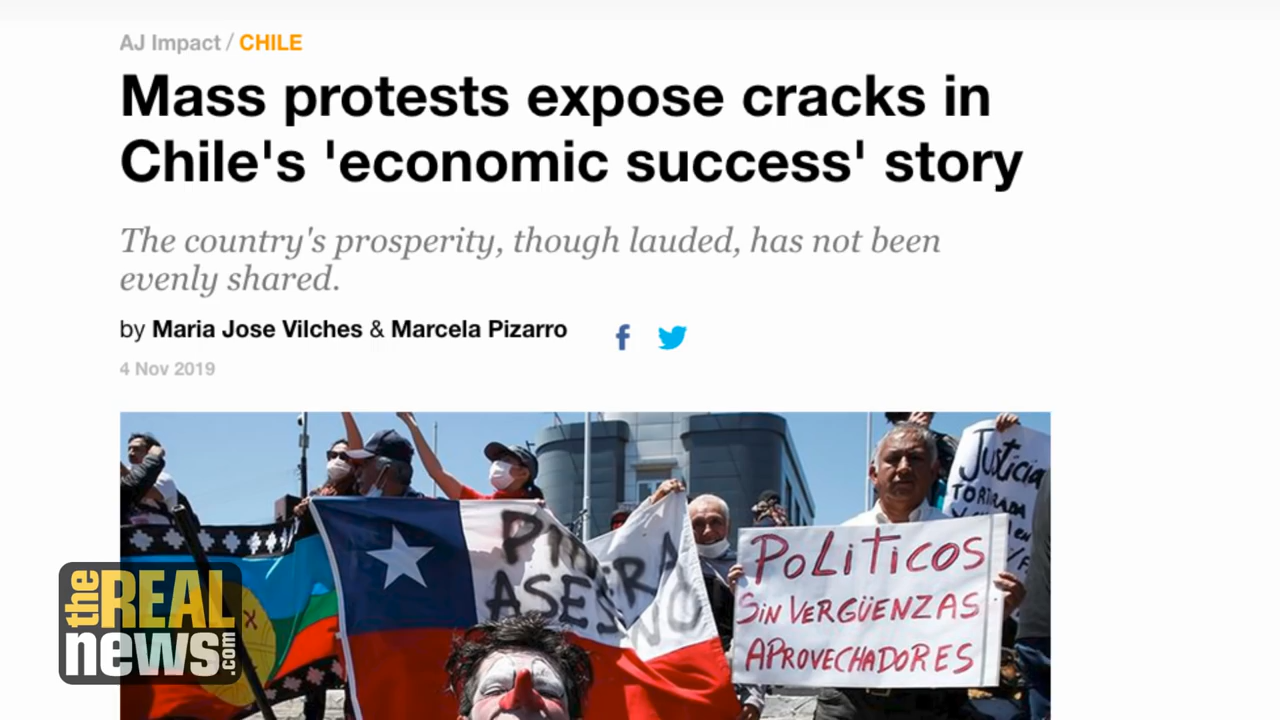 AJ Impact / CHILE
Mass protests expose cracks in
Chile's 'economic success' story
The country's prosperity, though lauded, has not been
evenly shared.
by Maria Jose Vilches & Marcela Pizarro
4 Nov 2019
Justicia
POLITICOS
SIN VERGÜENZAS
APROVECHADORES
the REAL
news.com